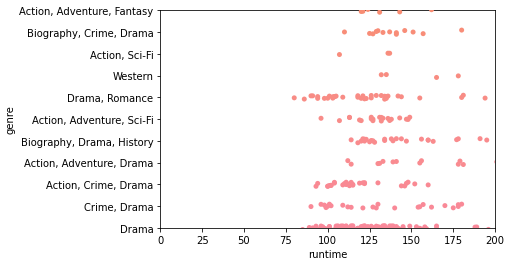 Action, Adventure, Fantasy
Biography, Crime, Drama
Action, Sci-Fi
Western
Drama, Romance
Action, Adventure, Sci-Fi
Biography, Drama, History
Action, Adventure, Drama
Action, Crime, Drama
Crime, Drama
Drama
genre
0 25 50 75 100 125 150 175 200
runtime